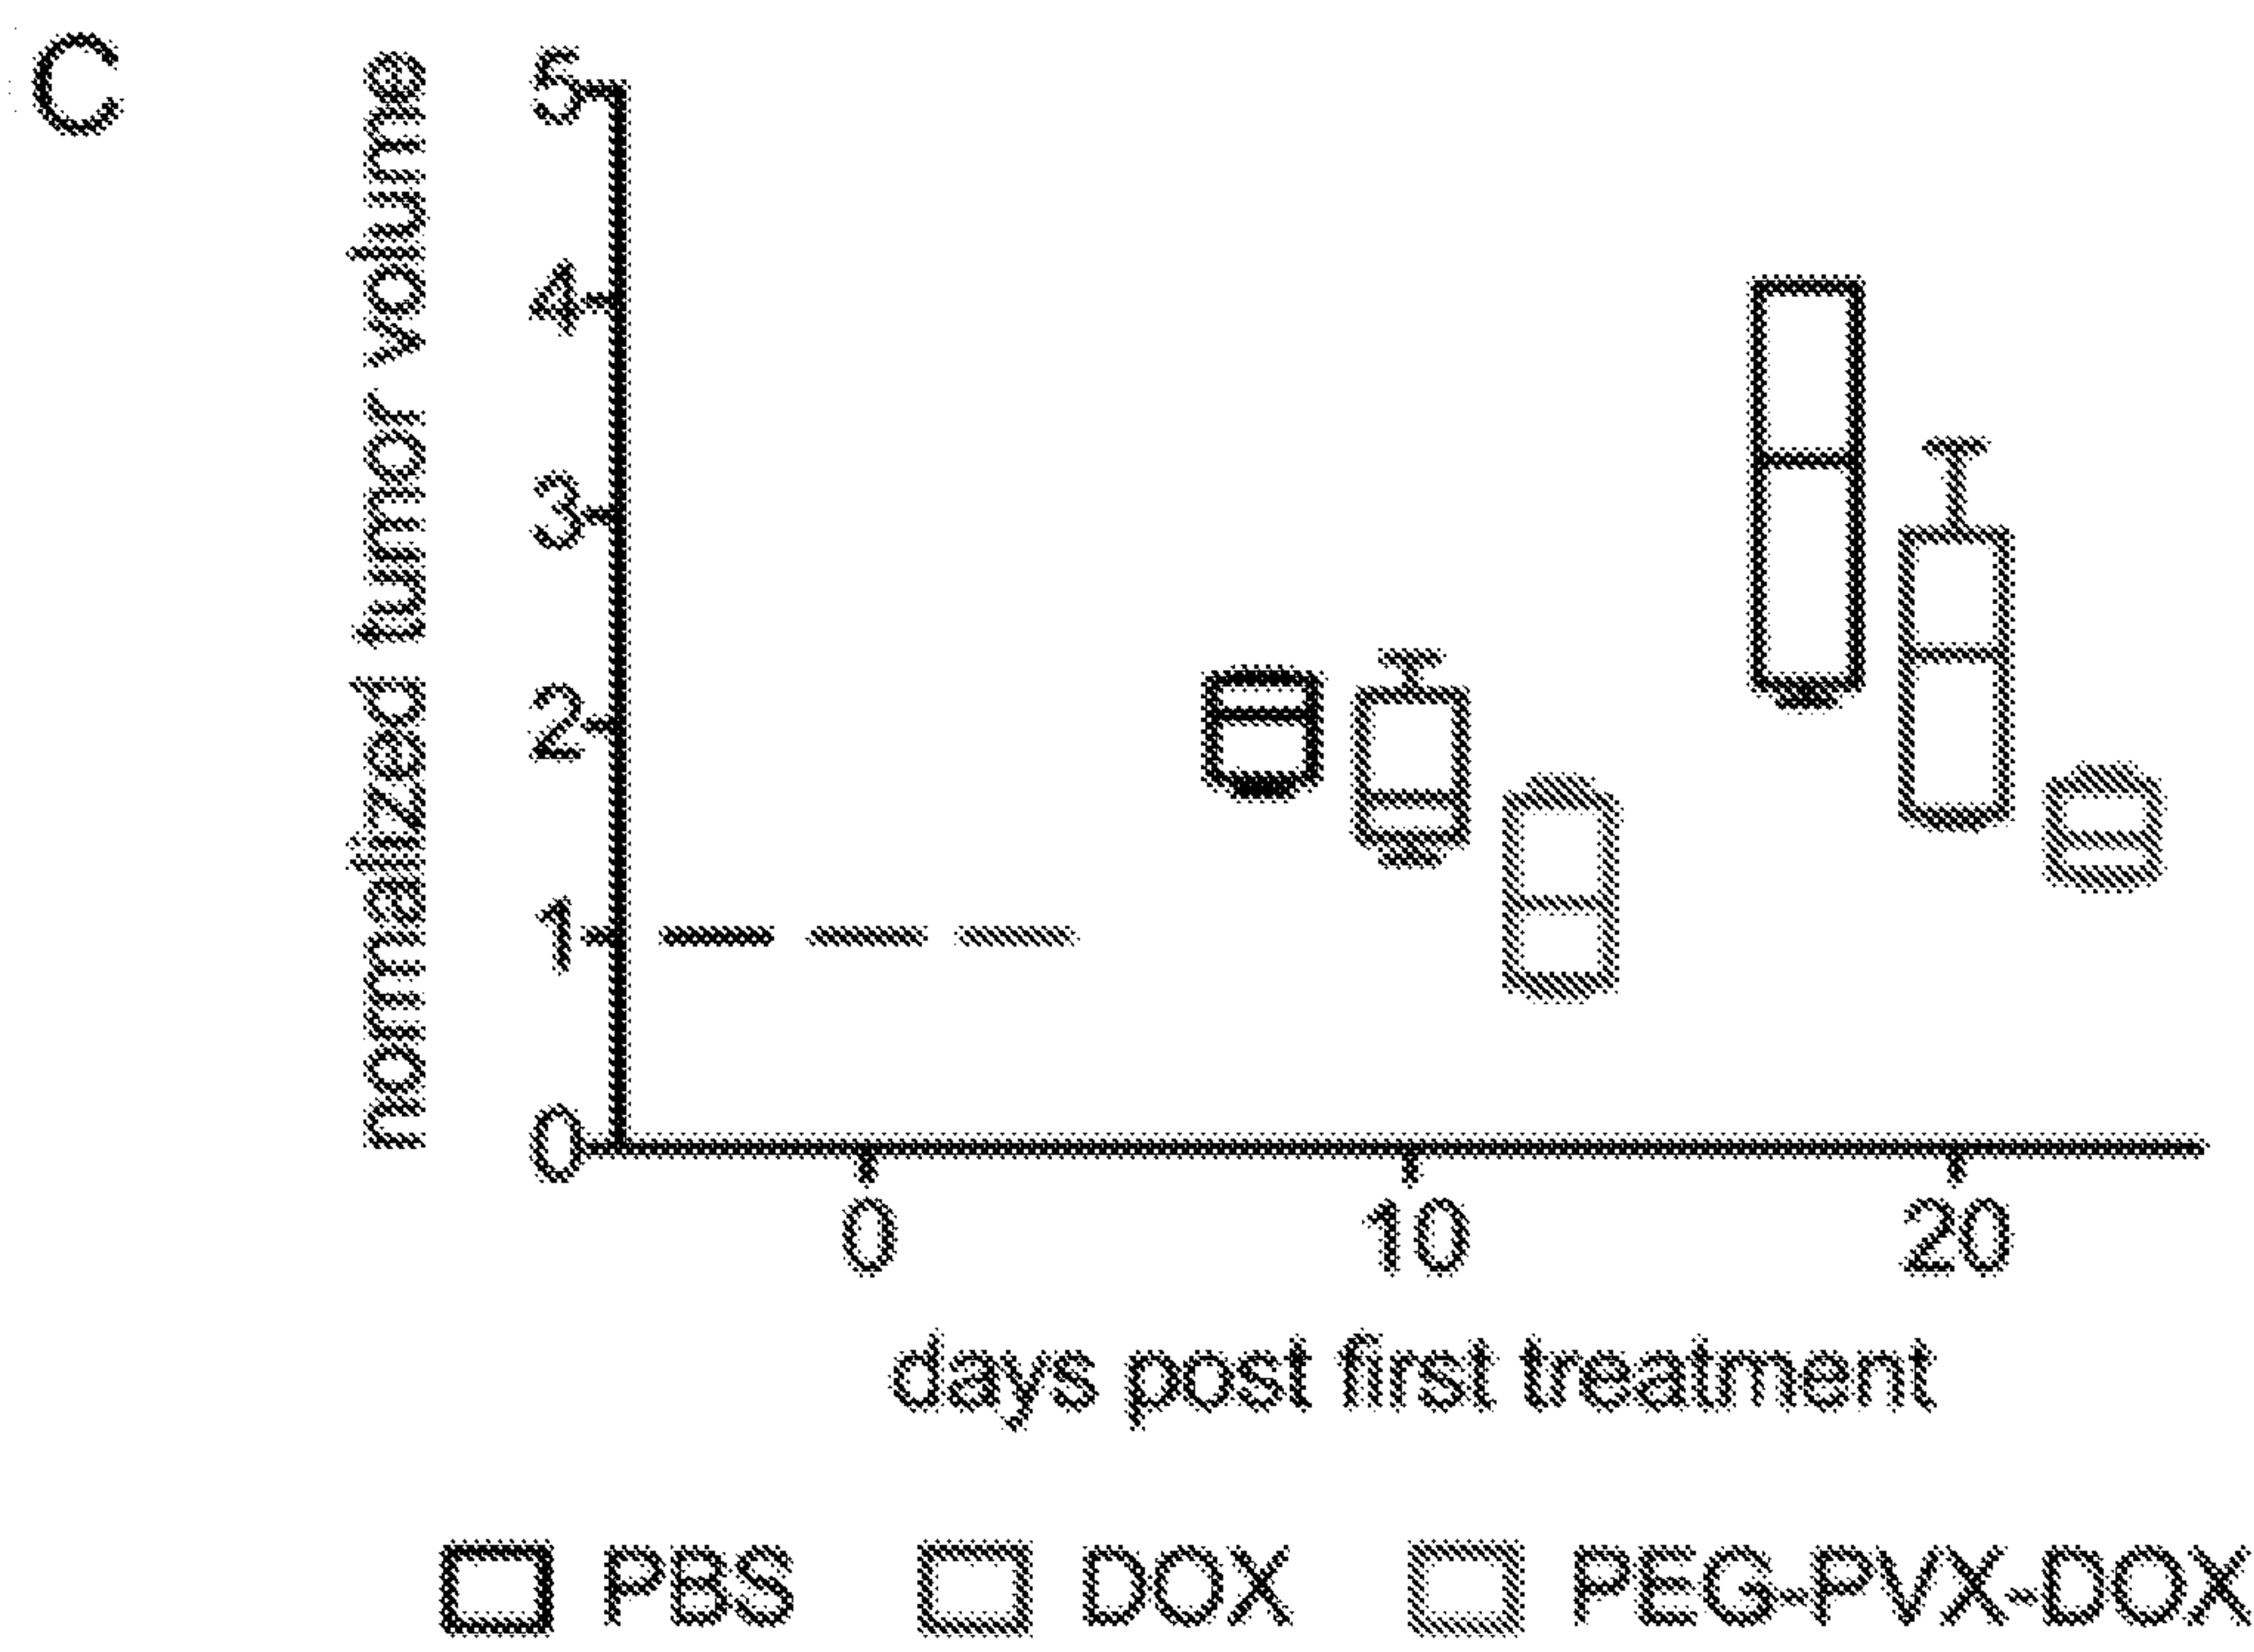 C
normalized tumor volume
5
4
3
2
1
0
0 10 20
days post first treatment
PBS DOX PEG-PVX-DOX